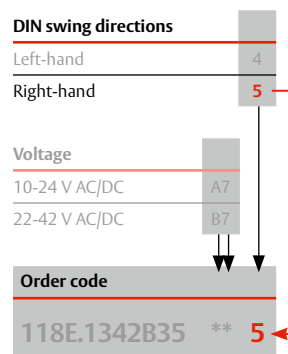 DIN swing directions
Left-hand 4
Right-hand 5
Voltage
10-24 V AC/DC A7
22-42 V AC/DC B7
Order code
118E.1342B35 ** 5